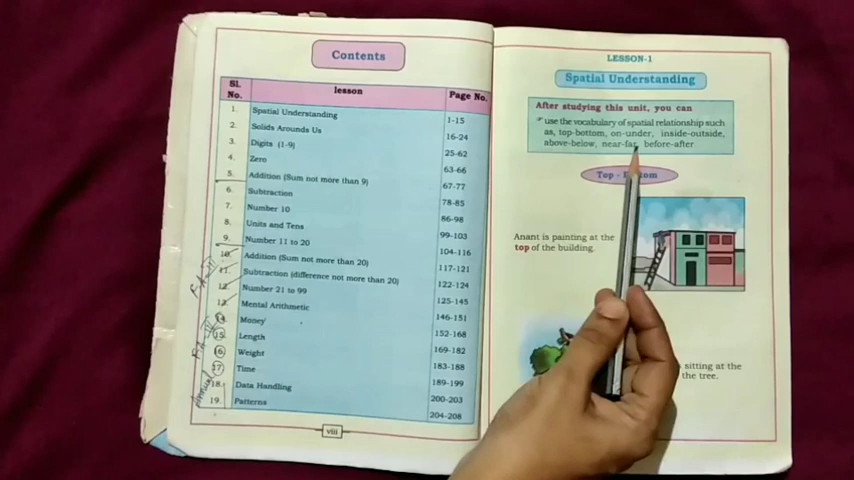 Contents
Sl. No. lesson Page No.
1. Spatial Understanding 1-15
2. Solids Arounds Us 16-24
3. Digits (1-9) 25-62
4. Zero 63-66
5. Addition (Sum not more than 9) 67-77
6. Subtraction 78-85
7. Number 10 86-98
8. Units and Tens 99-103
9. Number 11 to 20 104-116
10. Addition (Sum not more than 20) 117-121
11. Subtraction (difference not more than 20) 122-124
12. Number 21 to 99 125-145
13. Mental Arithmetic 146-151
14. Money 152-168
15. Length 169-182
16. Weight 183-188
17. Time 189-199
18. Data Handling 200-203
19. Patterns 204-208
Annual
viii
LESSON-1
Spatial Understanding
After studying this unit, you can
use the vocabulary of spatial relationship such
as, top-bottom, on-under, inside-outside,
above-below, near-far, before-after
Top -
Anant is painting at the
top of the building.
sitting at the
the tree.